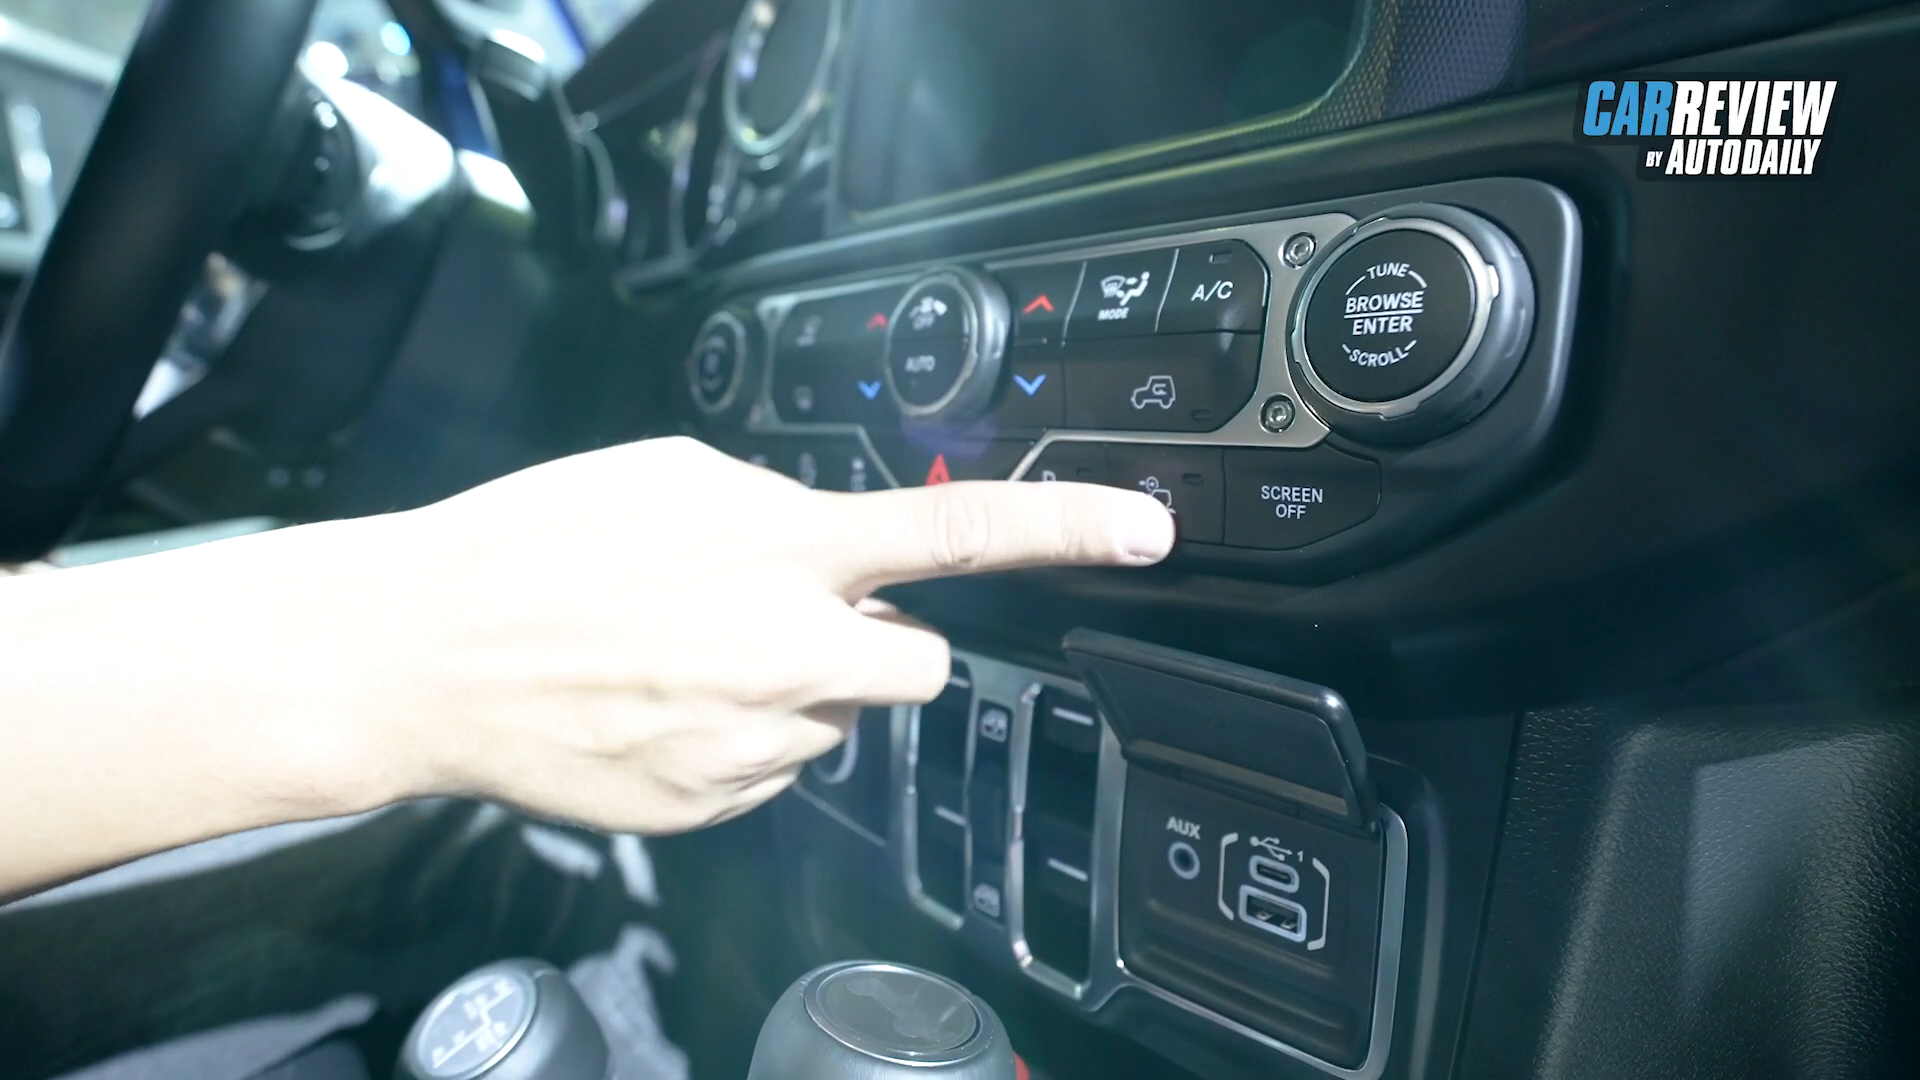 CARREVIEW
BY AUTODAILY
TUNE
BROWSE
ENTER
SCROLL
A/C
MODE
OFF
AUTO
SCREEN
OFF
AUX
1